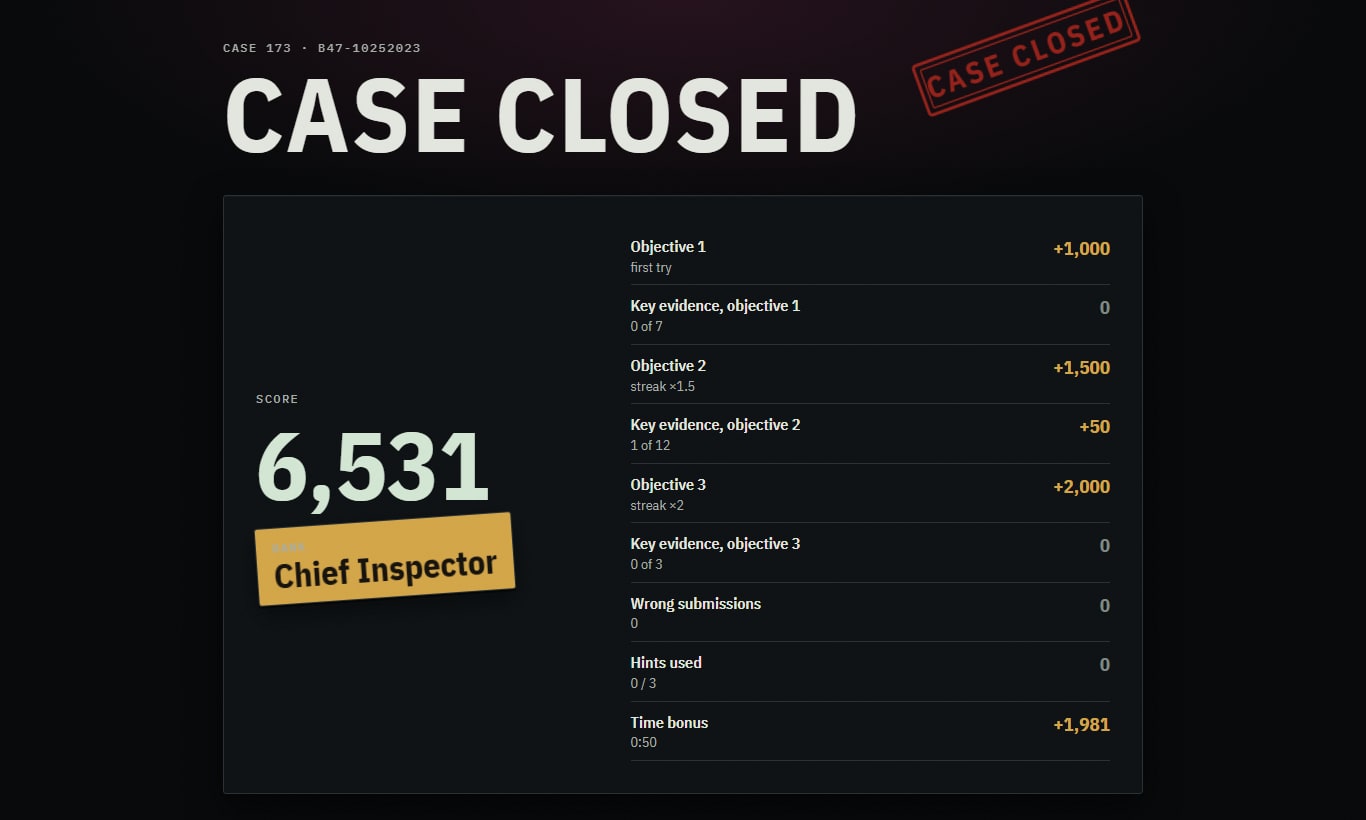 CASE 173 · B47-10252023
CASE CLOSED
CASE CLOSED
SCORE
6,531
Chief Inspector
Objective 1
+1,000
first try
Key evidence, objective 1
0
0 of 7
Objective 2
+1,500
streak ×1.5
Key evidence, objective 2
+50
1 of 12
Objective 3
+2,000
streak ×2
Key evidence, objective 3
0
0 of 3
Wrong submissions
0
0
Hints used
0
0 / 3
Time bonus
+1,981
0:50